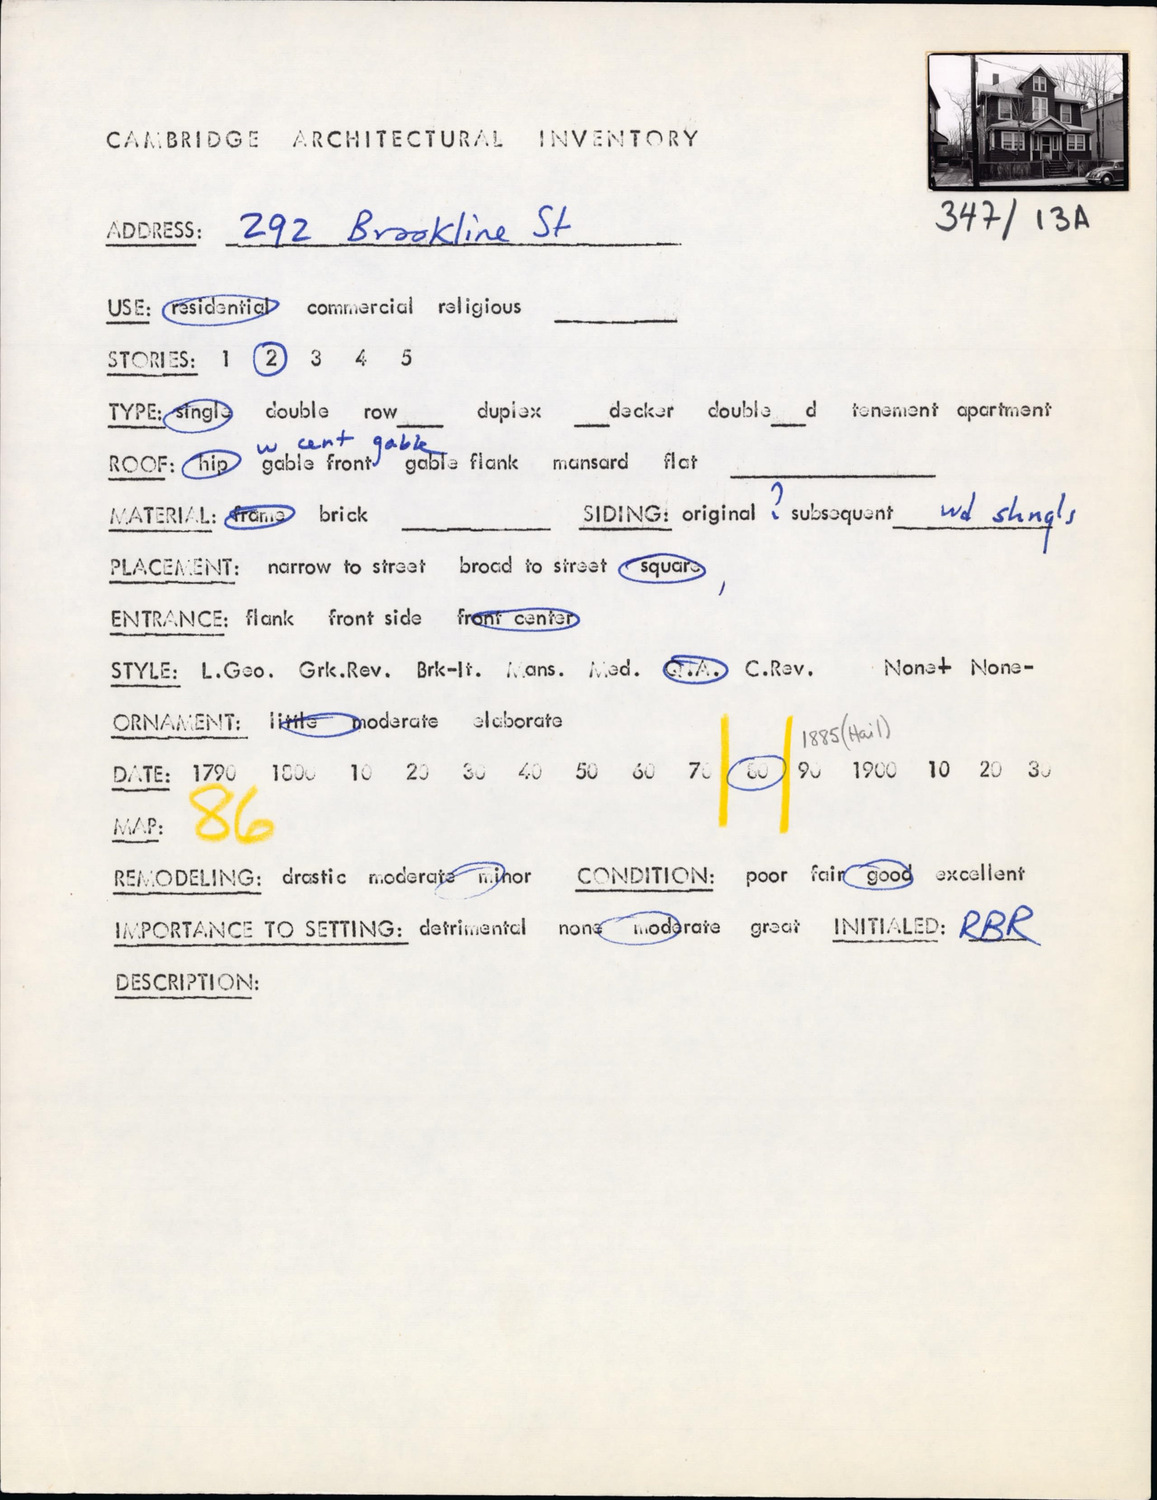 CAMBRIDGE ARCHITECTURAL INVENTORY
347/13A
ADDRESS: 292 Brookline St
USE: residential commercial religious
STORIES: 1 2 3 4 5
TYPE: single double row___ duplex ___decker double___d tenement apartment
w cent gable
ROOF: hip gable front gable flank mansard flat
MATERIAL: frame brick SIDING: original ? subsequent wd shngls
PLACEMENT: narrow to street broad to street square
ENTRANCE: flank front side front center
STYLE: L.Geo. Grk.Rev. Brk-It. Mans. Med. Q.A. C.Rev. None+ None-
ORNAMENT: little moderate elaborate
1885(Hail)
DATE: 1790 1800 10 20 30 40 50 60 70 80 90 1900 10 20 30
MAP: 86
REMODELING: drastic moderate minor CONDITION: poor fair good excellent
IMPORTANCE TO SETTING: detrimental none moderate great INITIALED: RBR
DESCRIPTION: